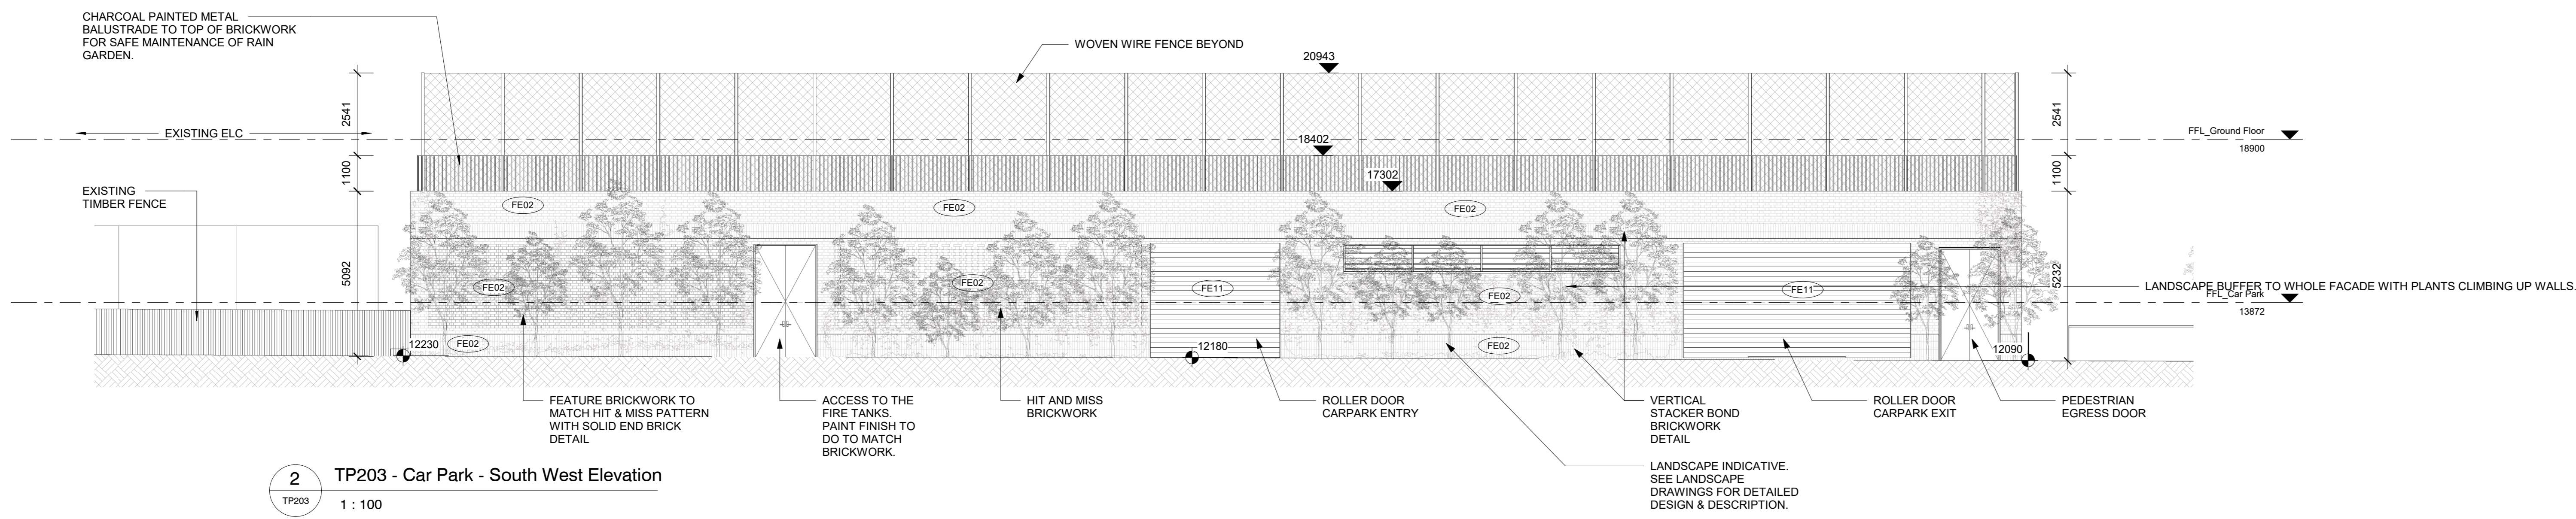 CHARCOAL PAINTED METAL
BALUSTRADE TO TOP OF BRICKWORK
FOR SAFE MAINTENANCE OF RAIN
GARDEN.
WOVEN WIRE FENCE BEYOND
20943
2541
2541
EXISTING ELC
FFL_Ground Floor
18900
18402
1100
1100
17302
EXISTING
TIMBER FENCE
FE02
FE02
FE02
5092
5232
FE02
FE02
FE11
FE02
FE11
LANDSCAPE BUFFER TO WHOLE FACADE WITH PLANTS CLIMBING UP WALLS.
FFL_Car Park
13872
12230
FE02
12180
FE02
12090
FEATURE BRICKWORK TO
MATCH HIT & MISS PATTERN
WITH SOLID END BRICK
DETAIL
ACCESS TO THE
FIRE TANKS.
PAINT FINISH TO
DO TO MATCH
BRICKWORK.
HIT AND MISS
BRICKWORK
ROLLER DOOR
CARPARK ENTRY
VERTICAL
STACKER BOND
BRICKWORK
DETAIL
ROLLER DOOR
CARPARK EXIT
PEDESTRIAN
EGRESS DOOR
LANDSCAPE INDICATIVE.
SEE LANDSCAPE
DRAWINGS FOR DETAILED
DESIGN & DESCRIPTION.
2
TP203
TP203 - Car Park - South West Elevation
1 : 100